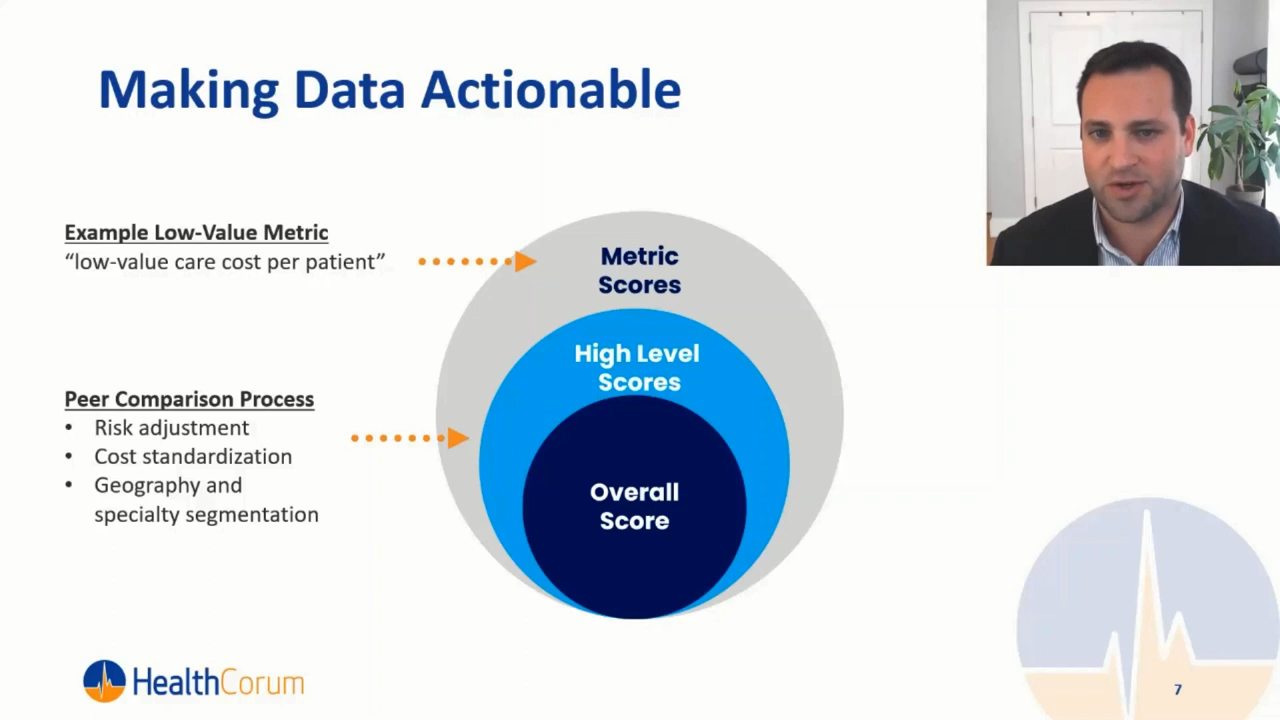 Making Data Actionable
Example Low-Value Metric
“low-value care cost per patient”
Metric
Scores
High Level
Scores
Peer Comparison Process
• Risk adjustment
• Cost standardization
• Geography and
specialty segmentation
Overall
Score
HealthCorum
7